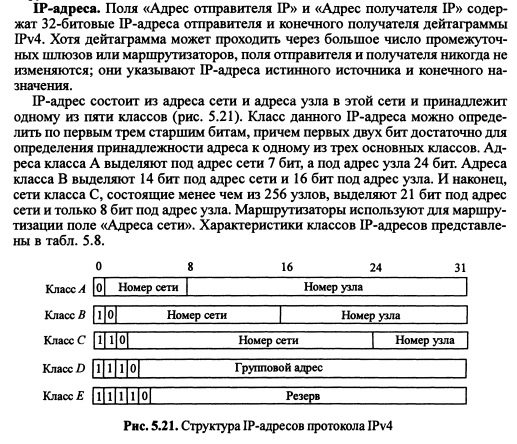 IP-адреса. Поля «Адрес отправителя IP» и «Адрес получателя IP» содер-
жат 32-битовые IP-адреса отправителя и конечного получателя дейтаграммы
IPv4. Хотя дейтаграмма может проходить через большое число промежуточ-
ных шлюзов или маршрутизаторов, поля отправителя и получателя никогда не
изменяются; они указывают IP-адреса истинного источника и конечного на-
значения.
IP-адрес состоит из адреса сети и адреса узла в этой сети и принадлежит
одному из пяти классов (рис. 5.21). Класс данного IP-адреса можно опреде-
лить по первым трем старшим битам, причем первых двух бит достаточно для
определения принадлежности адреса к одному из трех основных классов. Ад-
реса класса A выделяют под адрес сети 7 бит, а под адрес узла 24 бит. Адреса
класса B выделяют 14 бит под адрес сети и 16 бит под адрес узла. И наконец,
сети класса C, состоящие менее чем из 256 узлов, выделяют 21 бит под адрес
сети и только 8 бит под адрес узла. Маршрутизаторы используют для маршру-
тизации поле «Адреса сети». Характеристики классов IP-адресов представле-
ны в табл. 5.8.
0 8 16 24 31
Класс A 0 Номер сети Номер узла
Класс B 1 0 Номер сети Номер узла
Класс C 1 1 0 Номер сети Номер узла
Класс D 1 1 1 0 Групповой адрес
Класс E 1 1 1 1 0 Резерв
Рис. 5.21. Структура IP-адресов протокола IPv4